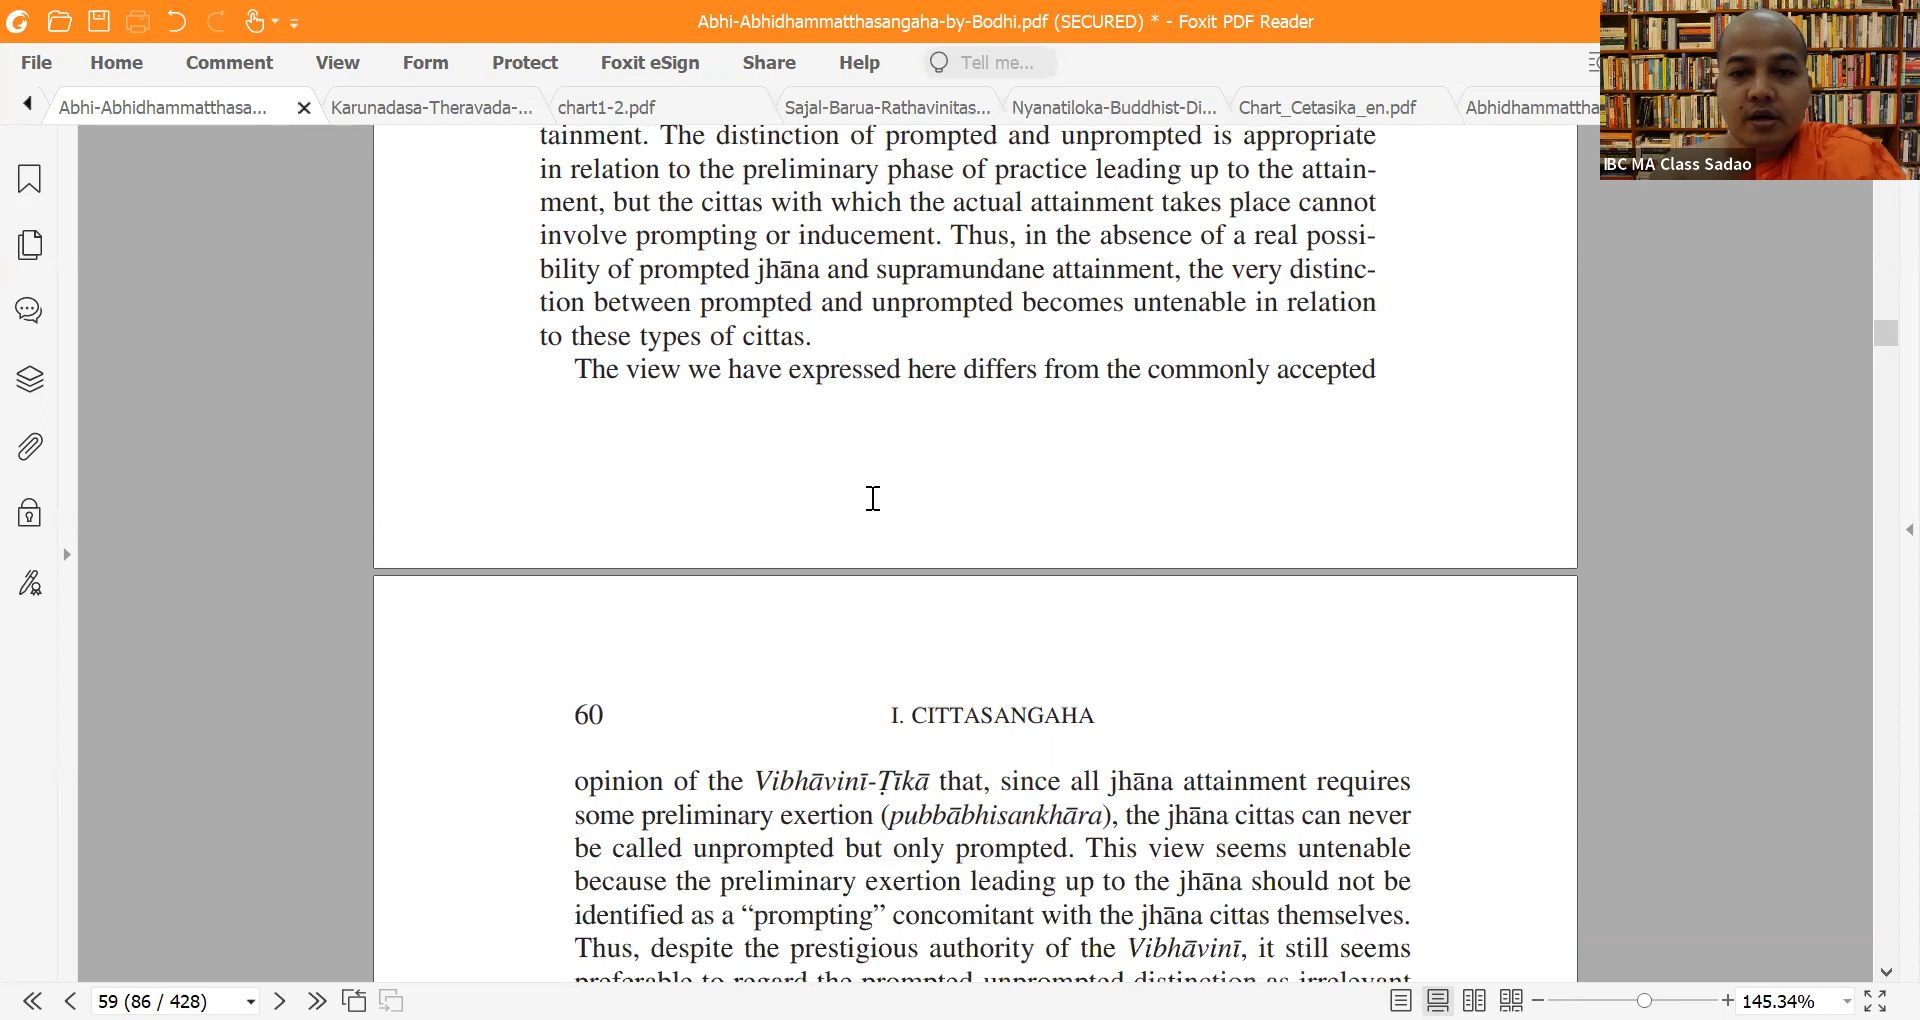 Abhi-Abhidhammatthasangaha-by-Bodhi.pdf (SECURED) * - Foxit PDF Reader
File Home Comment View Form Protect Foxit eSign Share Help Tell me...
Abhi-Abhidhammatthasa... Karunadasa-Theravada-... chart1-2.pdf Sajal-Barua-Rathavinitas... Nyanatiloka-Buddhist-Di... Chart_Cetasika_en.pdf Abhidhammattha
IBC MA Class Sadao
tainment. The distinction of prompted and unprompted is appropriate
in relation to the preliminary phase of practice leading up to the attain-
ment, but the cittas with which the actual attainment takes place cannot
involve prompting or inducement. Thus, in the absence of a real possi-
bility of prompted jhāna and supramundane attainment, the very distinc-
tion between prompted and unprompted becomes untenable in relation
to these types of cittas.
The view we have expressed here differs from the commonly accepted
60 I. CITTASANGAHA
opinion of the Vibhāvinī-Ṭīkā that, since all jhāna attainment requires
some preliminary exertion (pubbābhisankhāra), the jhāna cittas can never
be called unprompted but only prompted. This view seems untenable
because the preliminary exertion leading up to the jhāna should not be
identified as a “prompting” concomitant with the jhāna cittas themselves.
Thus, despite the prestigious authority of the Vibhāvinī, it still seems
preferable to regard the prompted unprompted distinction as irrelevant
59 (86 / 428) 145.34%